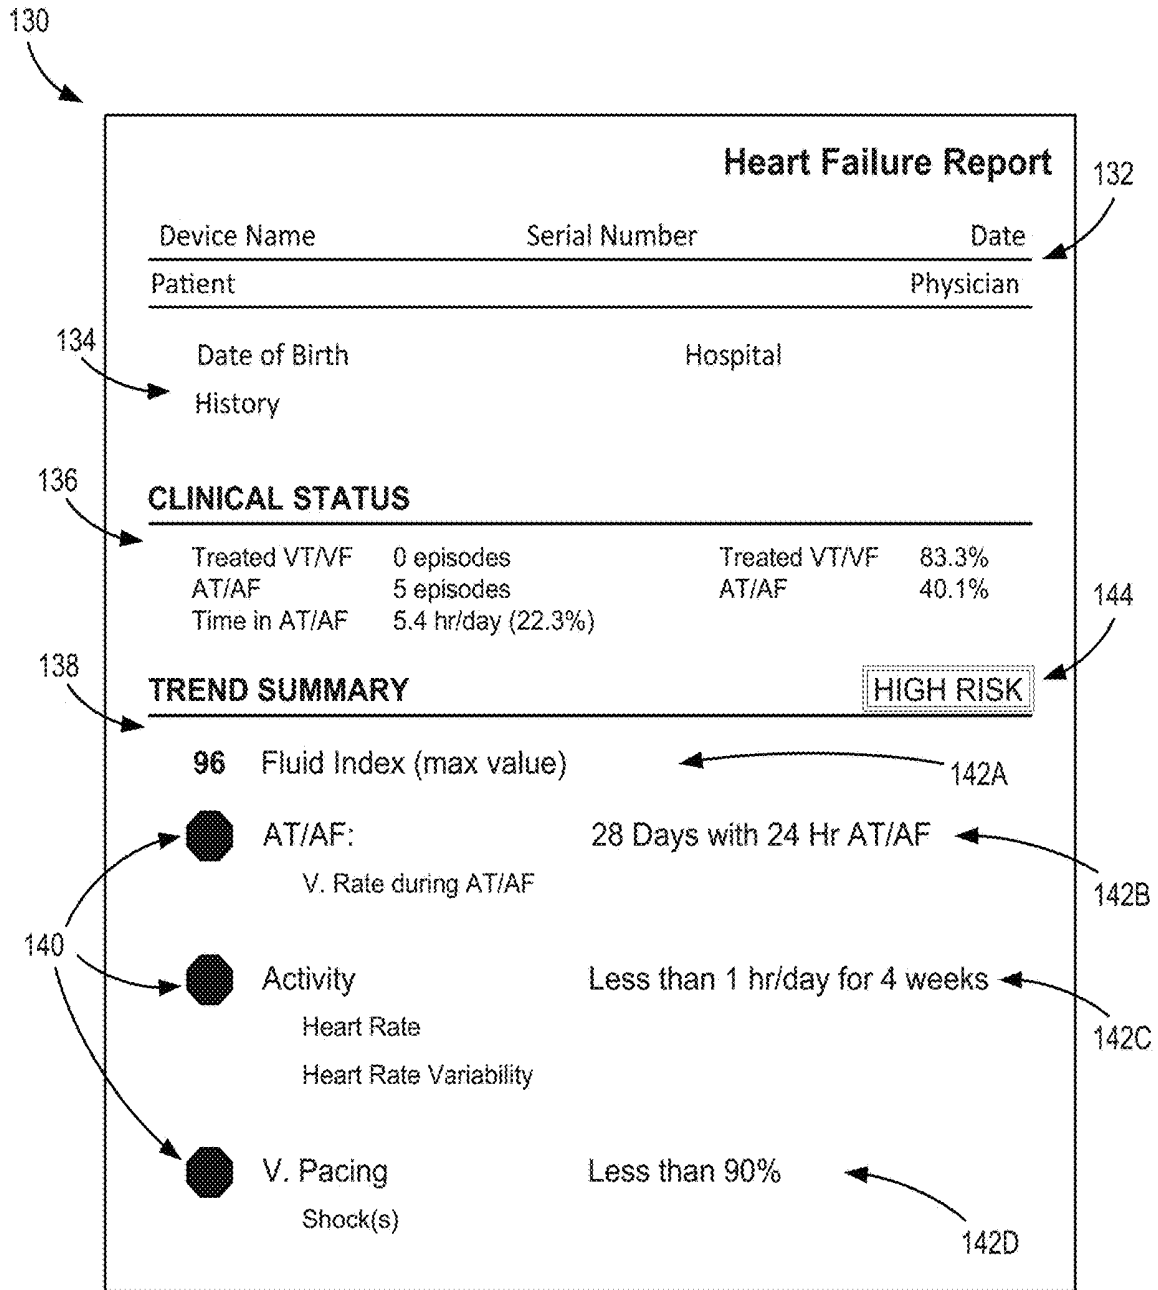 130
Heart Failure Report
132
Device Name Serial Number Date
Patient Physician
134
Date of Birth Hospital
History
136
CLINICAL STATUS
Treated VT/VF 0 episodes Treated VT/VF 83.3%
AT/AF 5 episodes AT/AF 40.1%
Time in AT/AF 5.4 hr/day (22.3%)
144
138
TREND SUMMARY HIGH RISK
96 Fluid Index (max value)
142A
AT/AF: 28 Days with 24 Hr AT/AF
V. Rate during AT/AF
142B
140
Activity Less than 1 hr/day for 4 weeks
Heart Rate
142C
Heart Rate Variability
V. Pacing Less than 90%
Shock(s)
142D